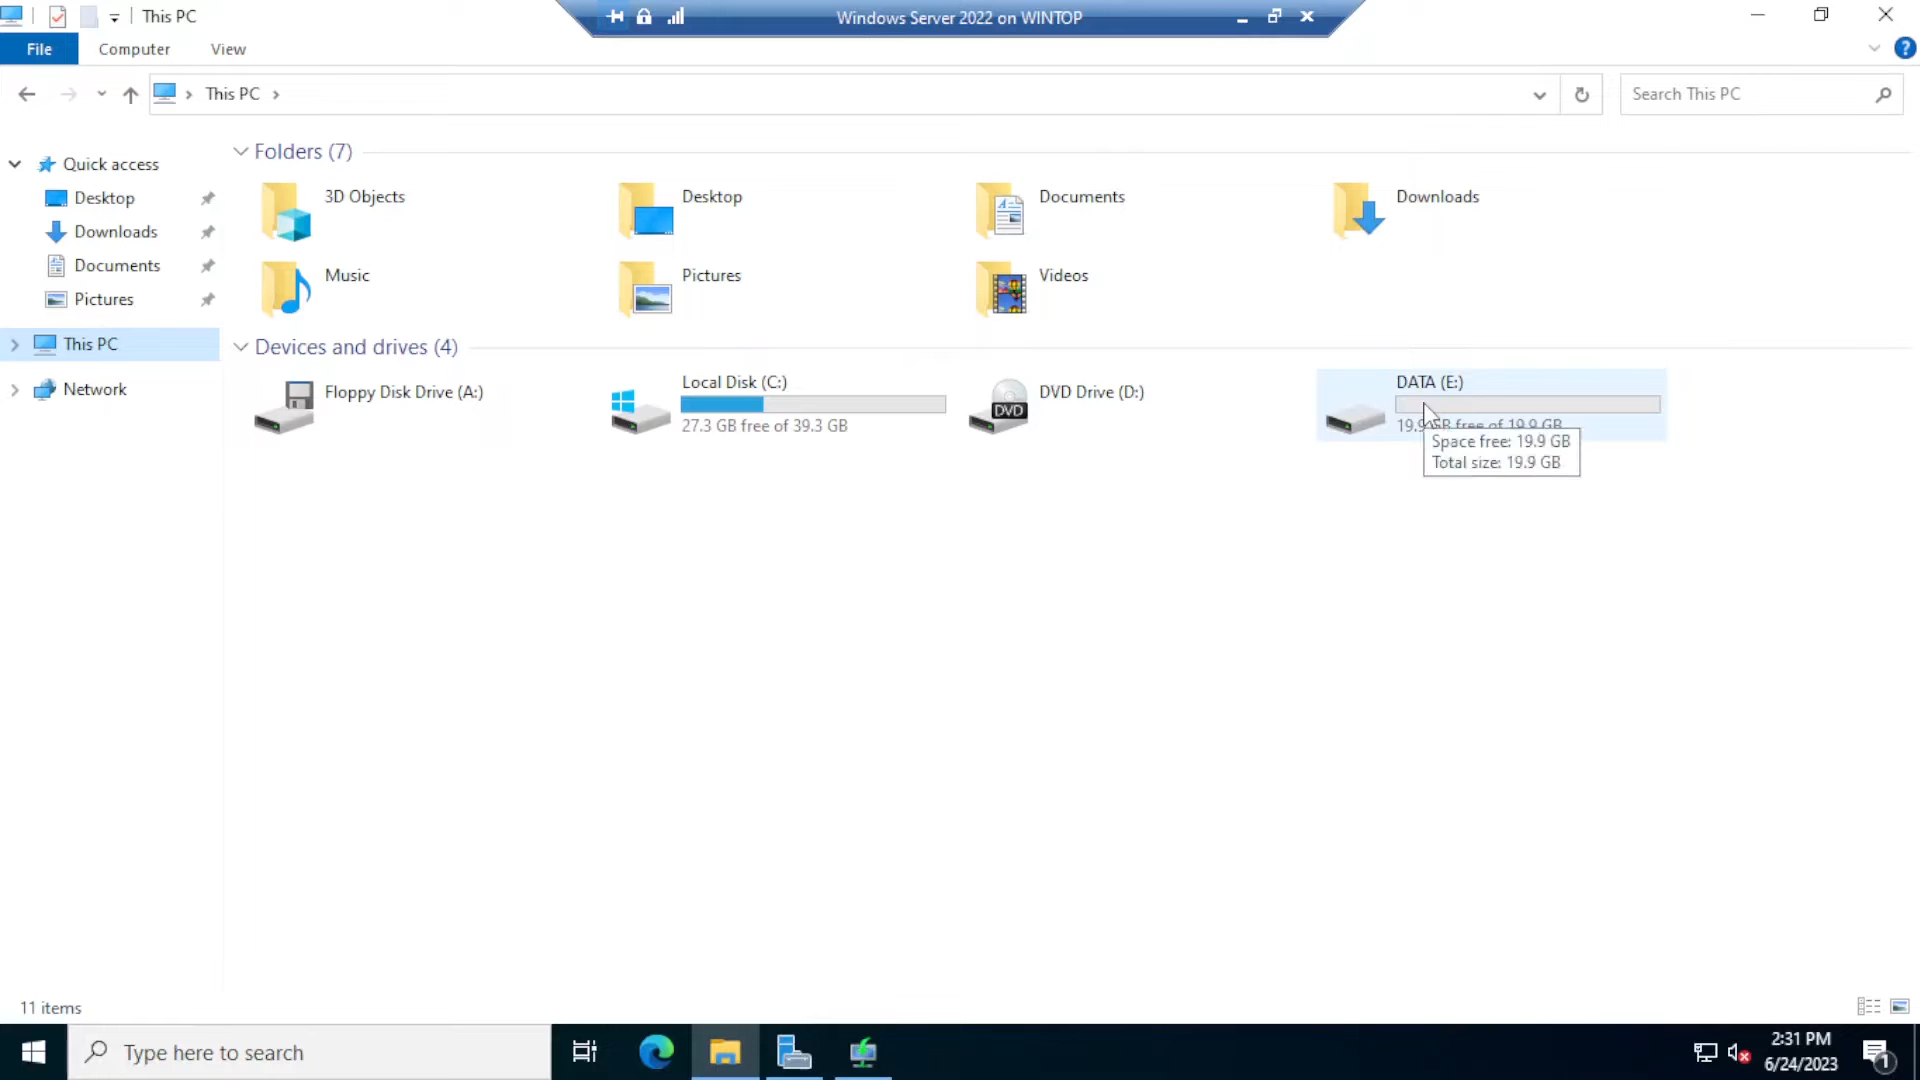 This PC
Windows Server 2022 on WINTOP
File
Computer
View
?
This PC
Search This PC
Quick access
Desktop
Downloads
Documents
Pictures
This PC
Network
Folders (7)
3D Objects
Desktop
Documents
Downloads
Music
Pictures
Videos
Devices and drives (4)
Floppy Disk Drive (A:)
Local Disk (C:)
27.3 GB free of 39.3 GB
DVD
DVD Drive (D:)
DATA (E:)
19.9 GB free of 19.9 GB
Space free: 19.9 GB
Total size: 19.9 GB
11 items
Type here to search
2:31 PM
6/24/2023
1